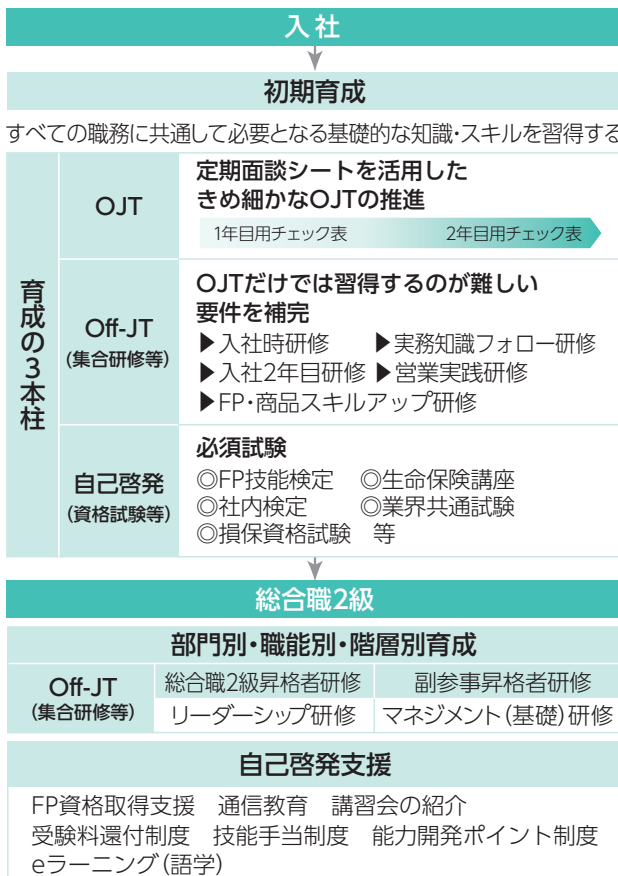 入社
初期育成
すべての職務に共通して必要となる基礎的な知識・スキルを習得する
育成の3本柱
OJT
定期面談シートを活用した
きめ細かなOJTの推進
1年目用チェック表 2年目用チェック表
Off-JT
(集合研修等)
OJTだけでは習得するのが難しい
要件を補完
▶入社時研修 ▶実務知識フォロー研修
▶入社2年目研修 ▶営業実践研修
▶FP・商品スキルアップ研修
自己啓発
(資格試験等)
必須試験
◎FP技能検定 ◎生命保険講座
◎社内検定 ◎業界共通試験
◎損保資格試験 等
総合職2級
部門別・職能別・階層別育成
Off-JT
(集合研修等)
総合職2級昇格者研修 副参事昇格者研修
リーダーシップ研修 マネジメント(基礎)研修
自己啓発支援
FP資格取得支援 通信教育 講習会の紹介
受験料還付制度 技能手当制度 能力開発ポイント制度
eラーニング(語学)